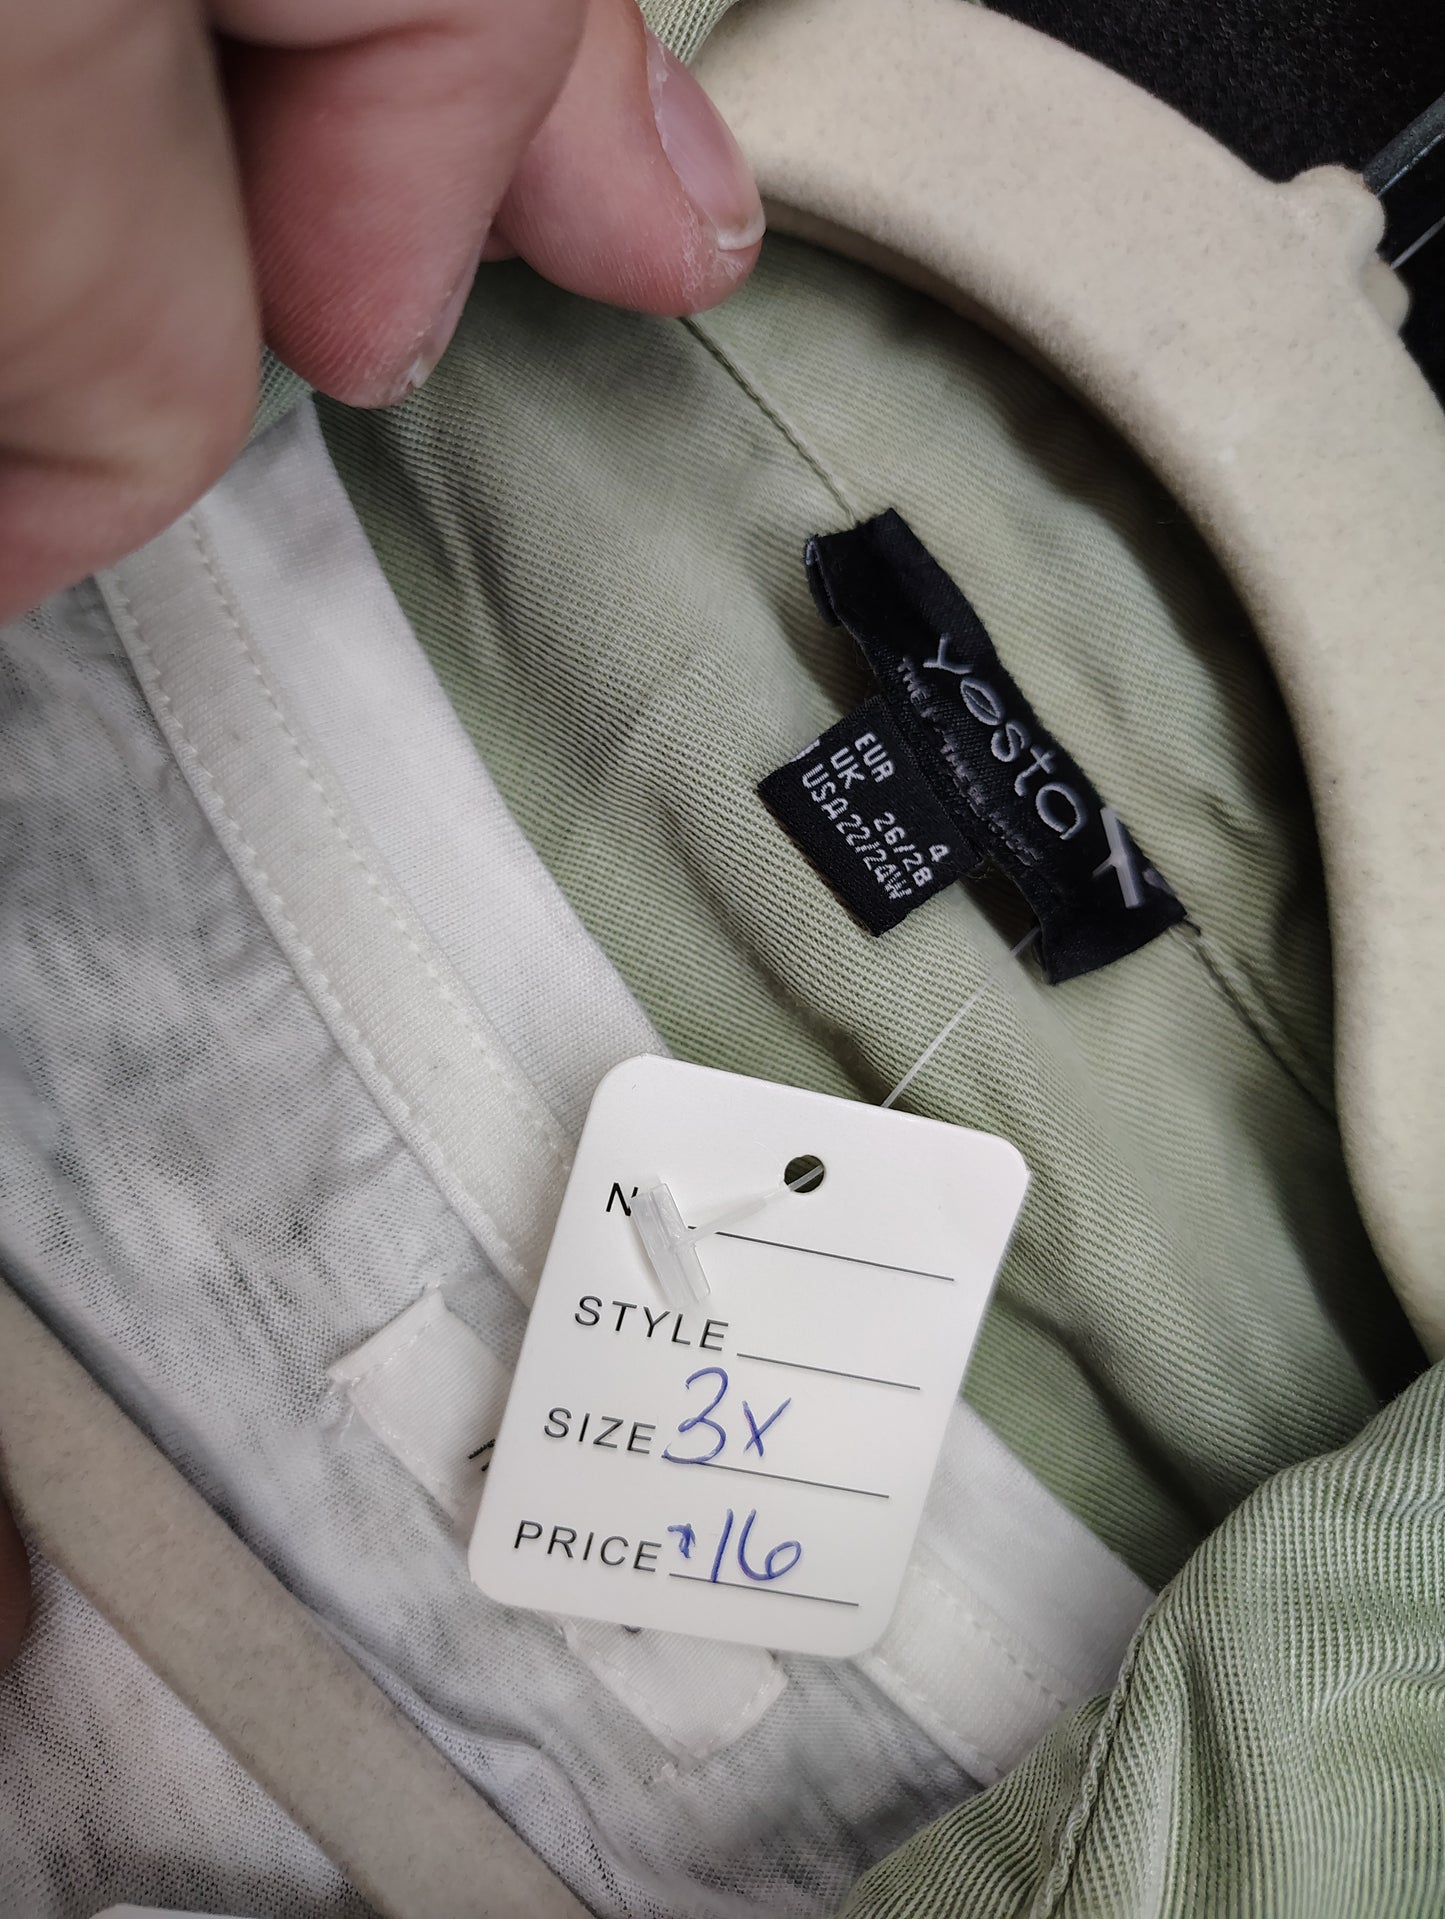 yesta
EUR 4
UK 26/28
USA 22/24W
STYLE
SIZE 3X
PRICE $16